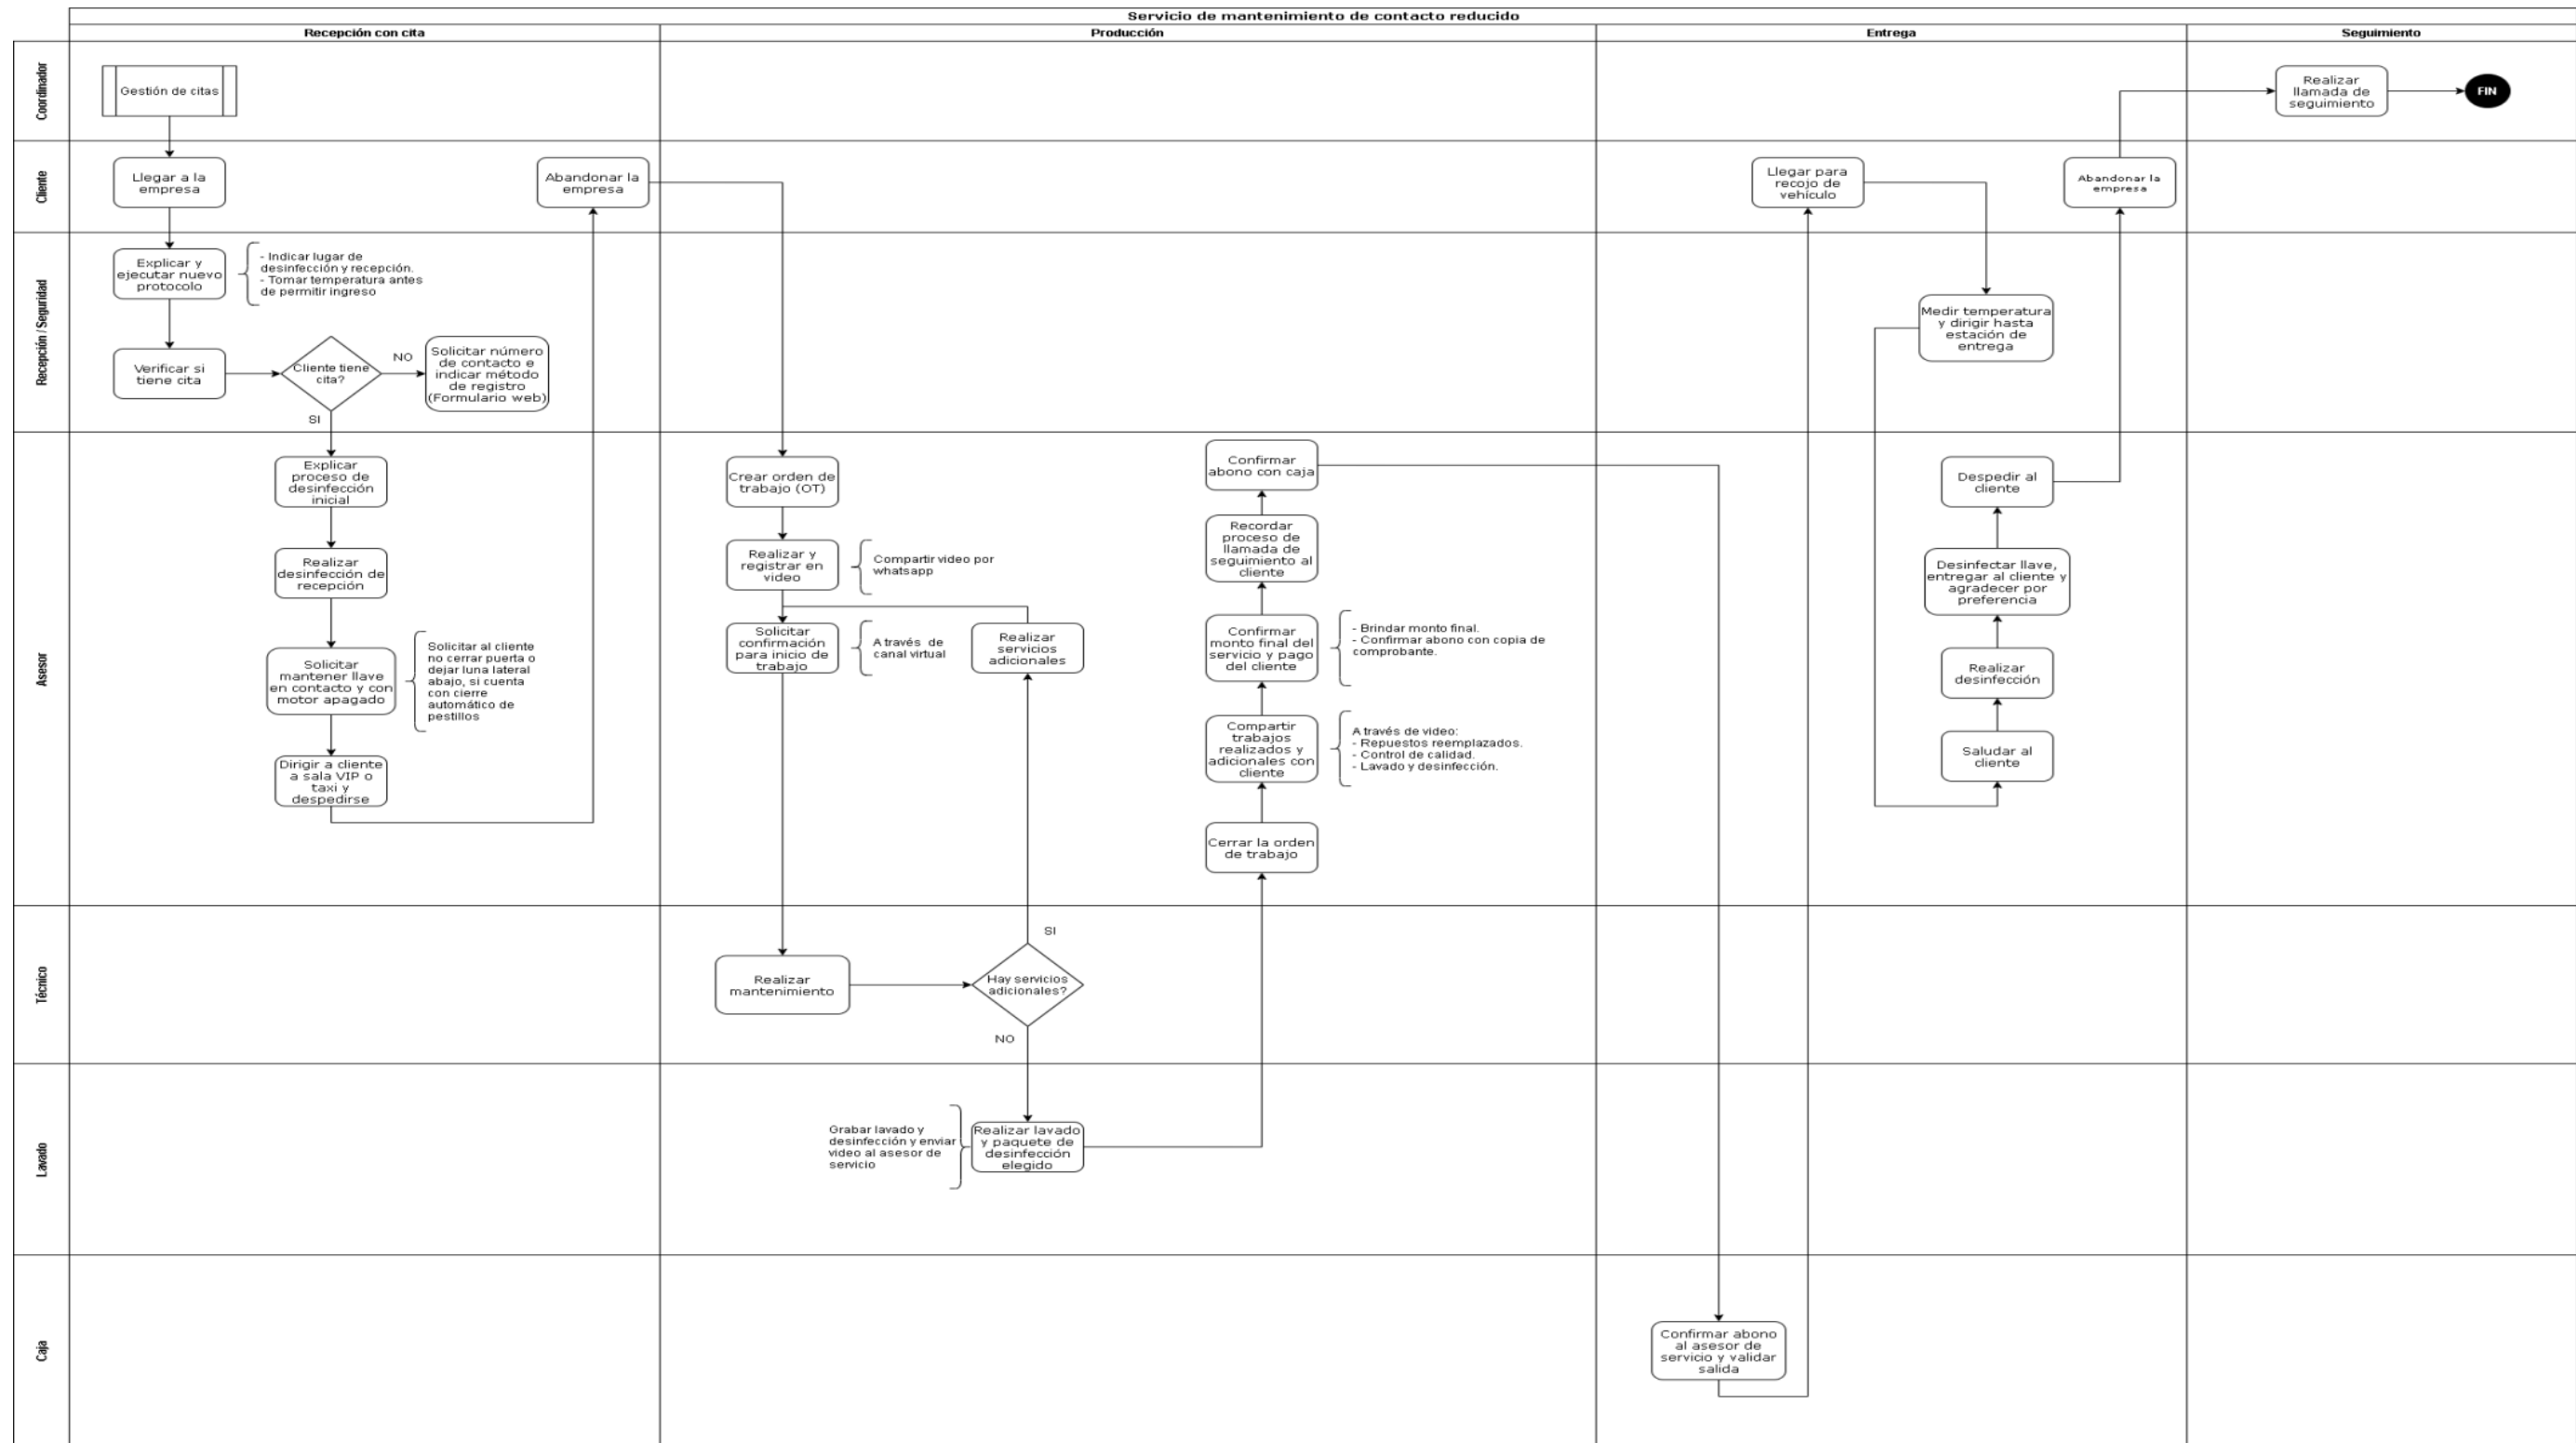 Servicio de mantenimiento de contacto reducido
Recepción con cita
Producción
Entrega
Seguimiento
Coordinador
Gestión de citas
Realizar
llamada de
seguimiento
FIN
Cliente
Llegar a la
empresa
Abandonar la
empresa
Llegar para
recojo de
vehículo
Abandonar la
empresa
Recepción / Seguridad
Explicar y
ejecutar nuevo
protocolo
- Indicar lugar de
desinfección y recepción.
- Tomar temperatura antes
de permitir ingreso
Verificar si
tiene cita
Cliente tiene
cita?
NO
SI
Solicitar número
de contacto e
indicar método
de registro
(Formulario web)
Medir temperatura
y dirigir hasta
estación de
entrega
Asesor
Explicar
proceso de
desinfección
inicial
Realizar
desinfección de
recepción
Solicitar
mantener llave
en contacto y con
motor apagado
Solicitar al cliente
no cerrar puerta o
dejar luna lateral
abajo, si cuenta
con cierre
automático de
pestillos
Dirigir a cliente
a sala VIP o
taxi y
despedirse
Crear orden de
trabajo (OT)
Realizar y
registrar en
video
Compartir video por
whatsapp
Solicitar
confirmación
para inicio de
trabajo
A través de
canal virtual
Realizar
servicios
adicionales
Confirmar
abono con caja
Recordar
proceso de
llamada de
seguimiento al
cliente
Confirmar
monto final del
servicio y pago
del cliente
- Brindar monto final.
- Confirmar abono con copia de
comprobante.
Compartir
trabajos
realizados y
adicionales con
cliente
A través de video:
- Repuestos reemplazados.
- Control de calidad.
- Lavado y desinfección.
Cerrar la orden
de trabajo
Despedir al
cliente
Desinfectar llave,
entregar al cliente y
agradecer por
preferencia
Realizar
desinfección
Saludar al
cliente
Técnico
Realizar
mantenimiento
Hay servicios
adicionales?
SI
NO
Lavado
Grabar lavado y
desinfección y enviar
video al asesor de
servicio
Realizar lavado
y paquete de
desinfección
elegido
Caja
Confirmar abono
al asesor de
servicio y validar
salida